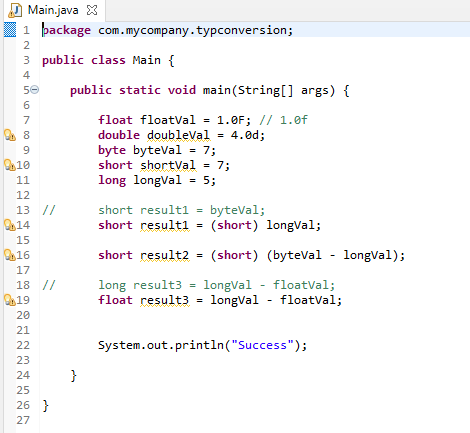 Main.java
1 package com.mycompany.typconversion;
2
3 public class Main {
4
5 public static void main(String[] args) {
6
7 float floatVal = 1.0F; // 1.0f
8 double doubleVal = 4.0d;
9 byte byteVal = 7;
10 short shortVal = 7;
11 long longVal = 5;
12
13 // short result1 = byteVal;
14 short result1 = (short) longVal;
15
16 short result2 = (short) (byteVal - longVal);
17
18 // long result3 = longVal - floatVal;
19 float result3 = longVal - floatVal;
20
21
22 System.out.println("Success");
23
24 }
25
26 }
27